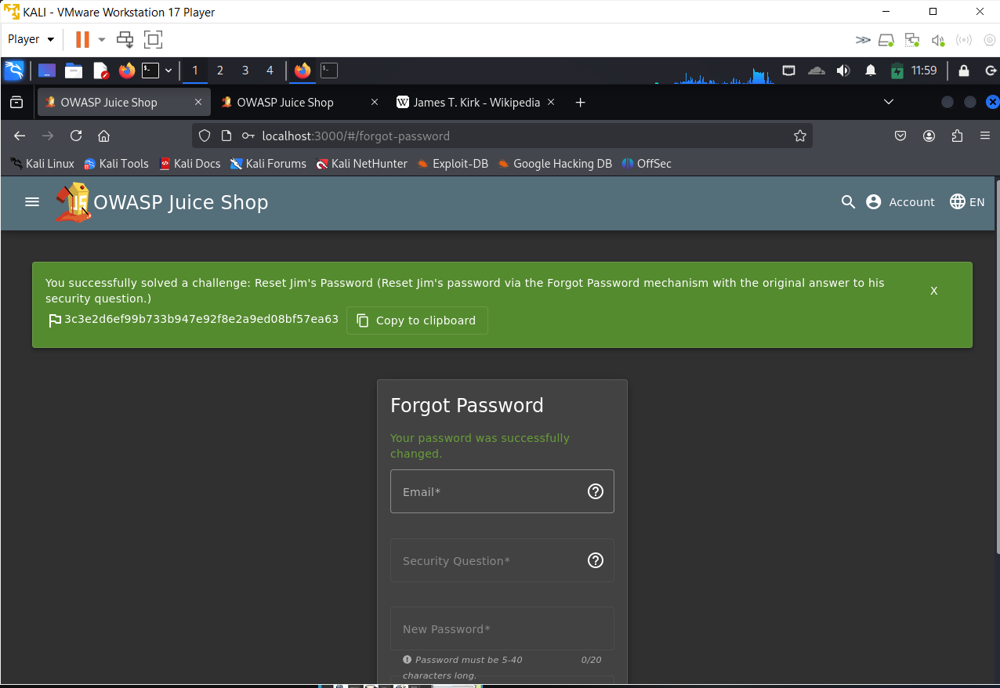 KALI - VMware Workstation 17 Player
Player
1 2 3 4 11:59
OWASP Juice Shop OWASP Juice Shop W James T. Kirk - Wikipedia
localhost:3000/#/forgot-password
Kali Linux Kali Tools Kali Docs Kali Forums Kali NetHunter Exploit-DB Google Hacking DB OffSec
OWASP Juice Shop Account EN
You successfully solved a challenge: Reset Jim's Password (Reset Jim's password via the Forgot Password mechanism with the original answer to his
security question.)
X
3c3e2d6ef99b733b947e92f8e2a9ed08bf57ea63 Copy to clipboard
Forgot Password
Your password was successfully
changed.
Email*
Security Question*
New Password*
Password must be 5-40 0/20
characters long.